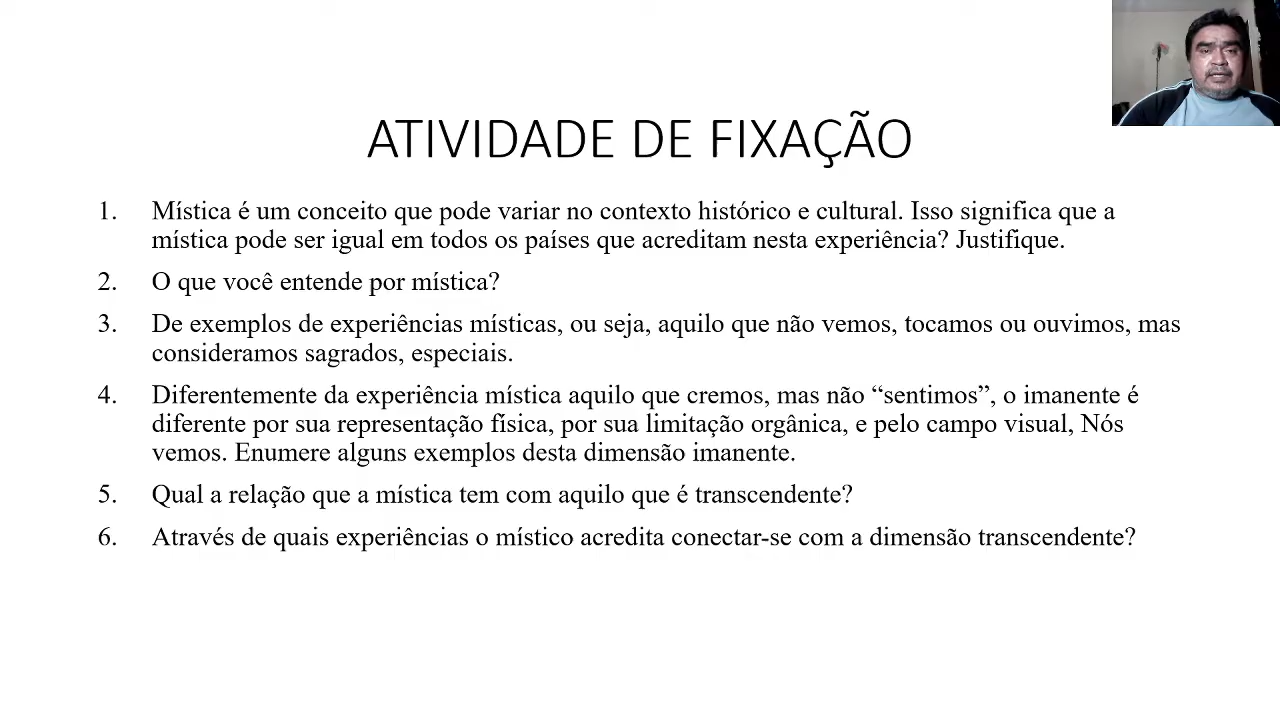 ATIVIDADE DE FIXAÇÃO
1. Mística é um conceito que pode variar no contexto histórico e cultural. Isso significa que a
mística pode ser igual em todos os países que acreditam nesta experiência? Justifique.
2. O que você entende por mística?
3. De exemplos de experiências místicas, ou seja, aquilo que não vemos, tocamos ou ouvimos, mas
consideramos sagrados, especiais.
4. Diferentemente da experiência mística aquilo que cremos, mas não “sentimos”, o imanente é
diferente por sua representação física, por sua limitação orgânica, e pelo campo visual, Nós
vemos. Enumere alguns exemplos desta dimensão imanente.
5. Qual a relação que a mística tem com aquilo que é transcendente?
6. Através de quais experiências o místico acredita conectar-se com a dimensão transcendente?